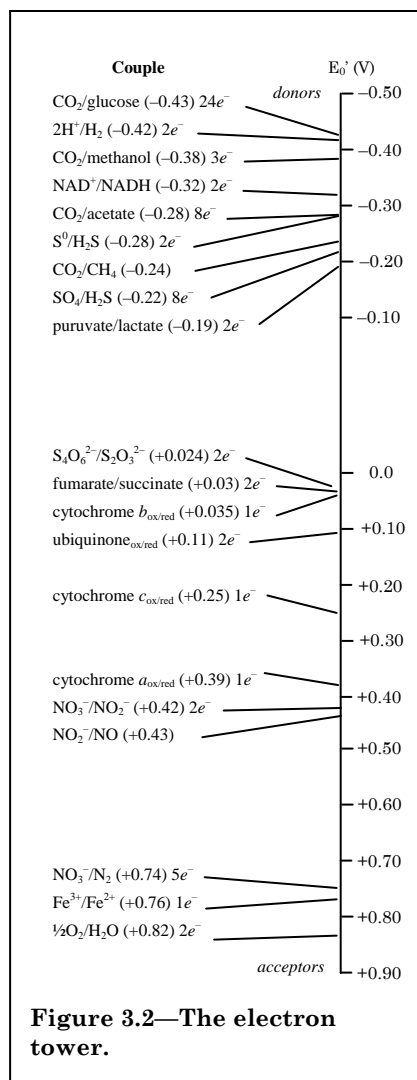 Couple E₀’ (V)
donors
–0.50
CO₂/glucose (–0.43) 24e⁻
2H⁺/H₂ (–0.42) 2e⁻
–0.40
CO₂/methanol (–0.38) 3e⁻
NAD⁺/NADH (–0.32) 2e⁻
–0.30
CO₂/acetate (–0.28) 8e⁻
S⁰/H₂S (–0.28) 2e⁻
CO₂/CH₄ (–0.24)
–0.20
SO₄/H₂S (–0.22) 8e⁻
puruvate/lactate (–0.19) 2e⁻
–0.10
S₄O₆²⁻/S₂O₃²⁻ (+0.024) 2e⁻
0.0
fumarate/succinate (+0.03) 2e⁻
cytochrome b_ox/red (+0.035) 1e⁻
+0.10
ubiquinone_ox/red (+0.11) 2e⁻
+0.20
cytochrome c_ox/red (+0.25) 1e⁻
+0.30
cytochrome a_ox/red (+0.39) 1e⁻
+0.40
NO₃⁻/NO₂⁻ (+0.42) 2e⁻
NO₂⁻/NO (+0.43)
+0.50
+0.60
+0.70
NO₃⁻/N₂ (+0.74) 5e⁻
Fe³⁺/Fe²⁺ (+0.76) 1e⁻
+0.80
½O₂/H₂O (+0.82) 2e⁻
acceptors
+0.90
Figure 3.2—The electron
tower.